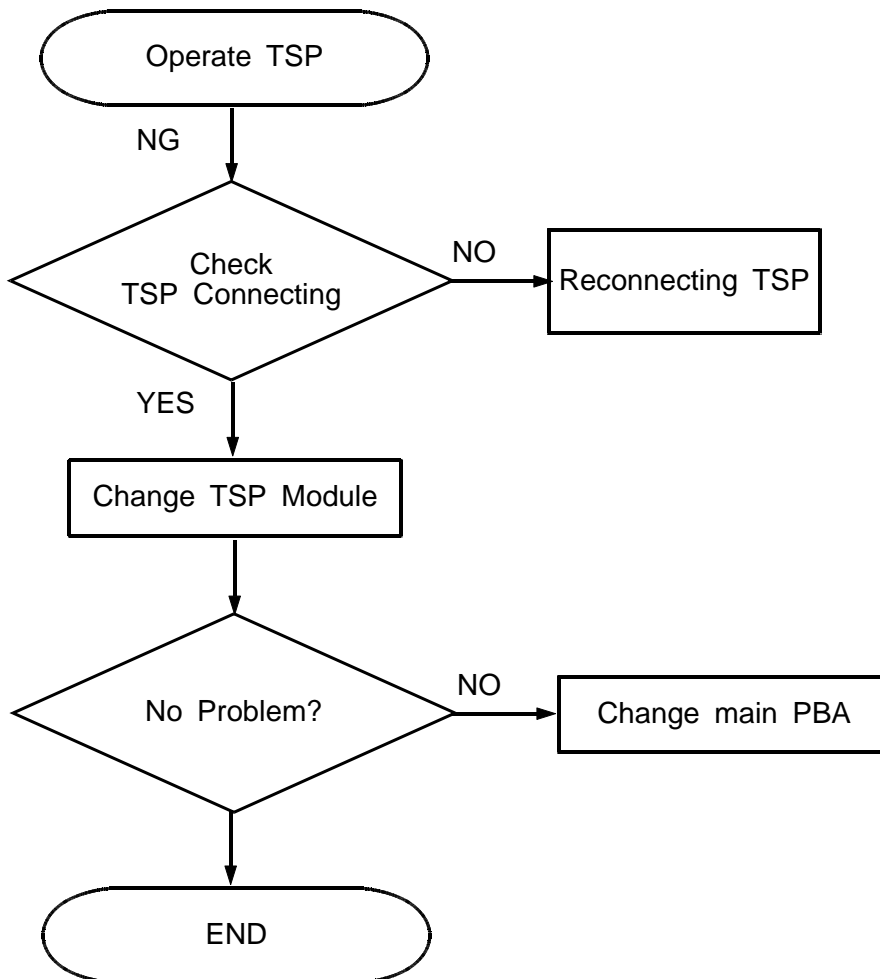 Operate TSP
NG
Check
TSP Connecting
NO
Reconnecting TSP
YES
Change TSP Module
No Problem?
NO
Change main PBA
END